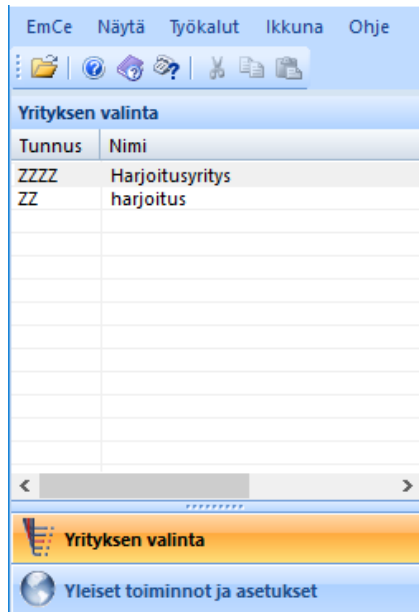 EmCe Näytä Työkalut Ikkuna Ohje
Yrityksen valinta
Tunnus Nimi
ZZZZ Harjoitusyritys
ZZ harjoitus
Yrityksen valinta
Yleiset toiminnot ja asetukset